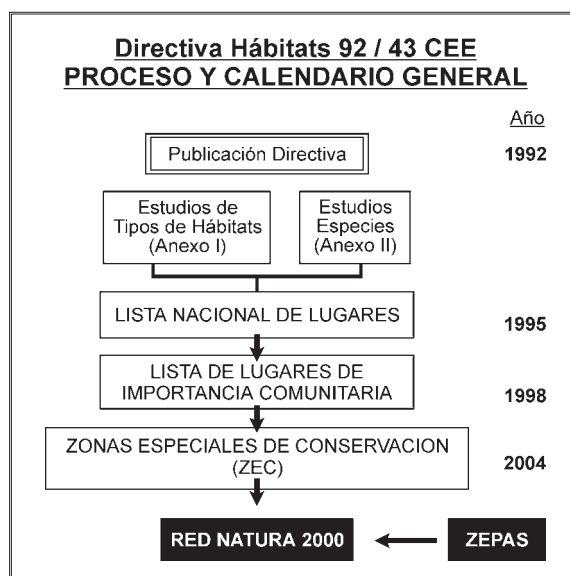 Directiva Hábitats 92 / 43 CEE
PROCESO Y CALENDARIO GENERAL
Año
Publicación Directiva
1992
Estudios de
Tipos de Hábitats
(Anexo I)
Estudios
Especies
(Anexo II)
LISTA NACIONAL DE LUGARES
1995
LISTA DE LUGARES DE
IMPORTANCIA COMUNITARIA
1998
ZONAS ESPECIALES DE CONSERVACION
(ZEC)
2004
RED NATURA 2000
ZEPAS